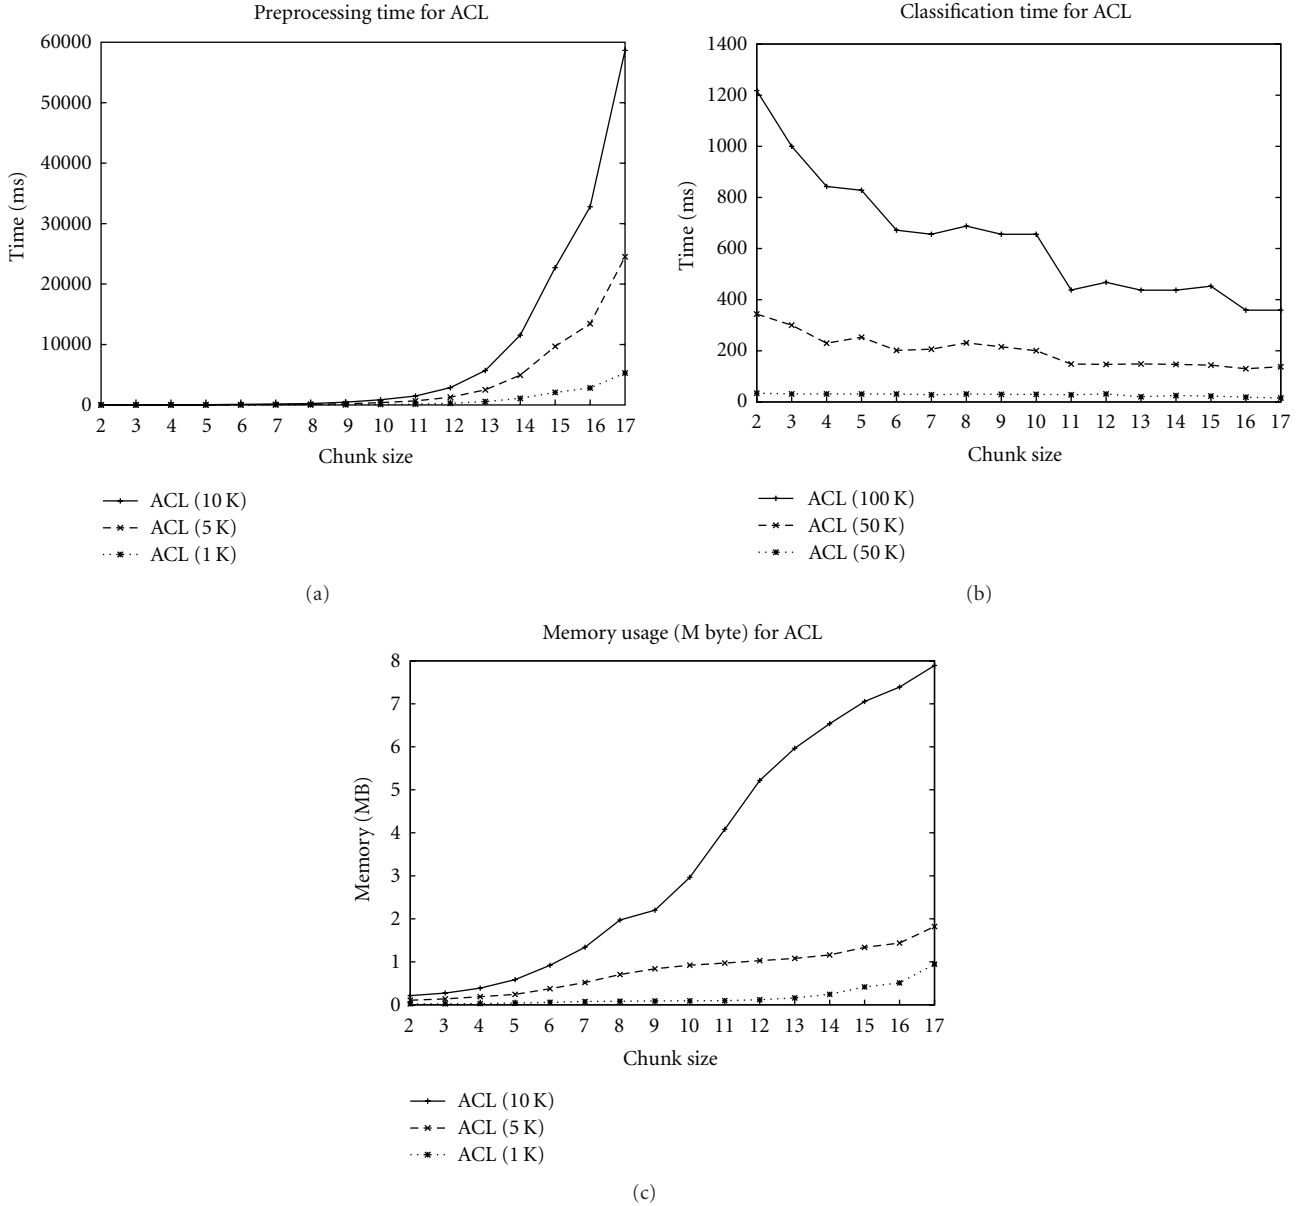 Preprocessing time for ACL
60000
50000
40000
30000
20000
10000
0
Time (ms)
2 3 4 5 6 7 8 9 10 11 12 13 14 15 16 17
Chunk size
ACL (10 K)
ACL (5 K)
ACL (1 K)
(a)
Classification time for ACL
1400
1200
1000
800
600
400
200
0
Time (ms)
2 3 4 5 6 7 8 9 10 11 12 13 14 15 16 17
Chunk size
ACL (100 K)
ACL (50 K)
ACL (50 K)
(b)
Memory usage (M byte) for ACL
8
7
6
5
4
3
2
1
0
Memory (MB)
2 3 4 5 6 7 8 9 10 11 12 13 14 15 16 17
Chunk size
ACL (10 K)
ACL (5 K)
ACL (1 K)
(c)